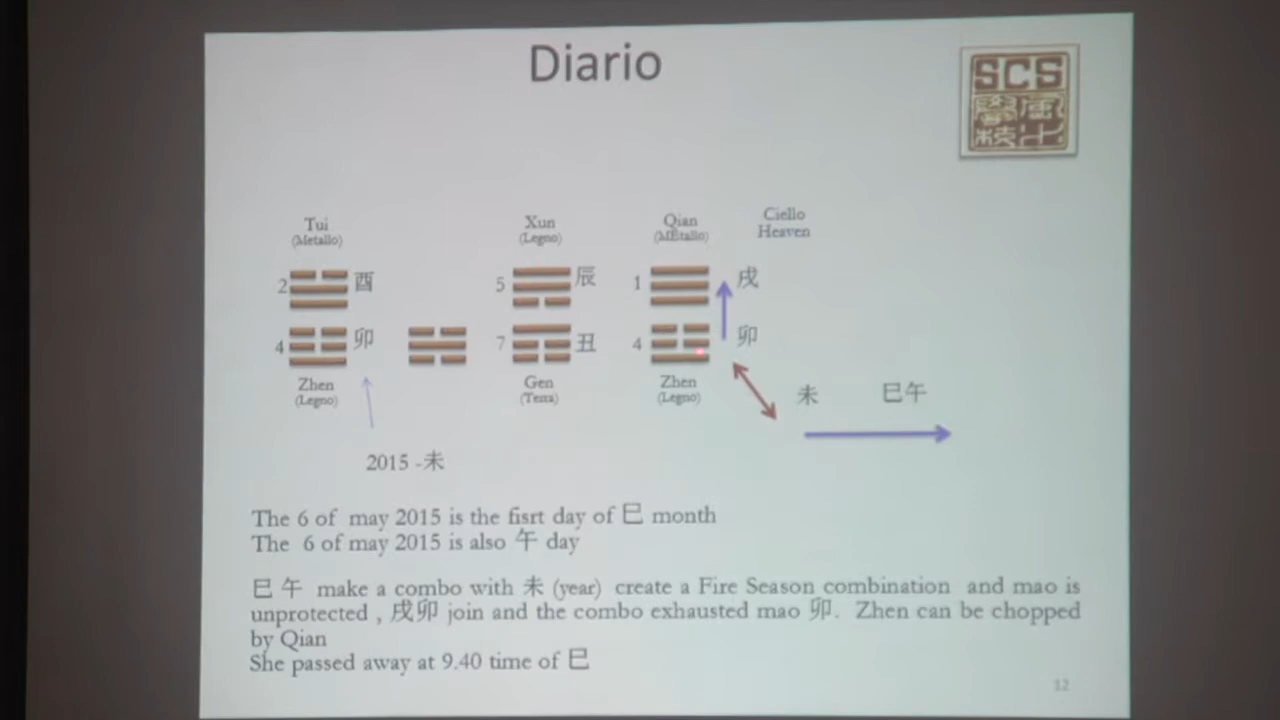 Diario
SCS
Tui Xun Qian Ciello
(Metallo) (Legno) (MEtallo) Heaven
2 酉 5 辰 1 戌
4 卯 7 丑 4 卯
Zhen Gen Zhen
(Legno) (Terra) (Legno)
未 巳午
2015 -未
The 6 of may 2015 is the fisrt day of 巳 month
The 6 of may 2015 is also 午 day
巳 午 make a combo with 未 (year) create a Fire Season combination and mao is
unprotected , 戌卯 join and the combo exhausted mao 卯. Zhen can be chopped
by Qian
She passed away at 9.40 time of 巳
12